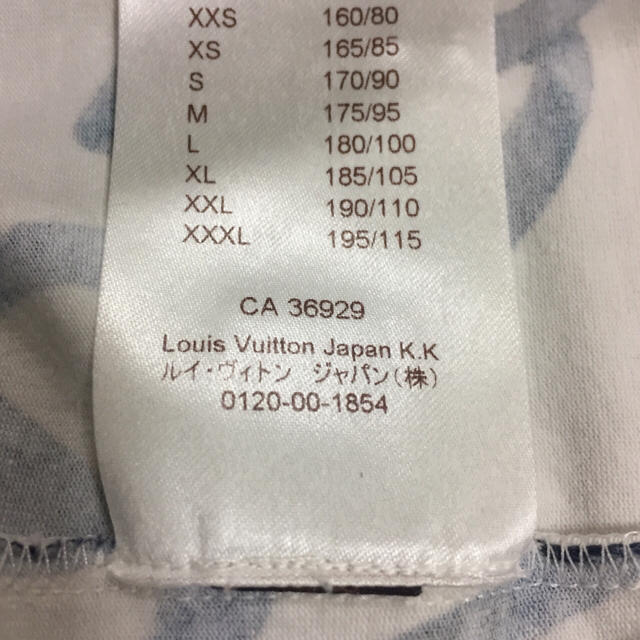 XXS 160/80
XS 165/85
S 170/90
M 175/95
L 180/100
XL 185/105
XXL 190/110
XXXL 195/115
CA 36929
Louis Vuitton Japan K.K
ルイ・ヴィトン ジャパン(株)
0120-00-1854